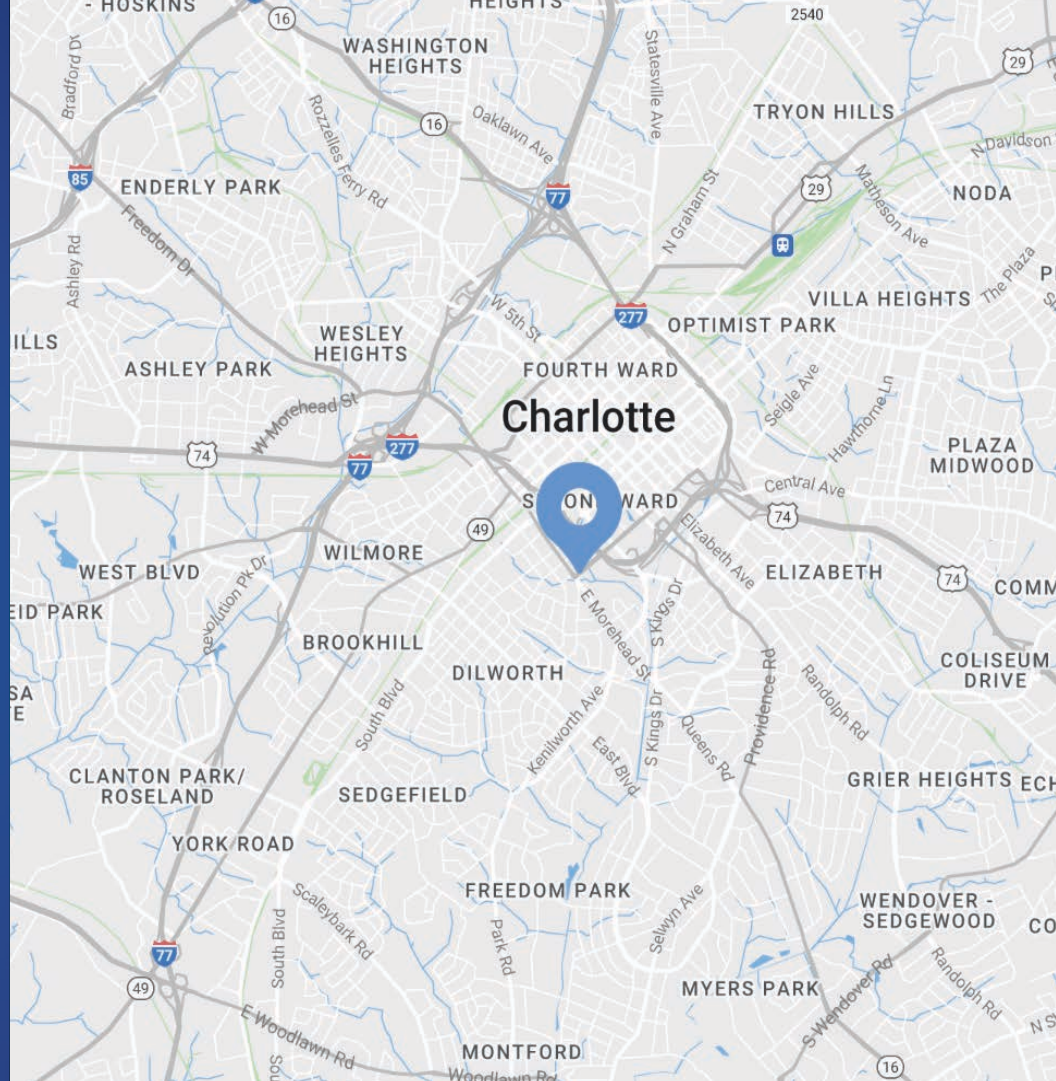 - HOSKINS
16
HEIGHTS
2540
WASHINGTON
HEIGHTS
Statesville Ave
29
Bradford Dr
Rozzelles Ferry Rd
16
Oaklawn Ave
TRYON HILLS
N Davidson
85
ENDERLY PARK
77
N Graham St
29
Matheson Ave
NODA
Freedom Dr
Ashley Rd
The Plaza
VILLA HEIGHTS
W 5th St
277
OPTIMIST PARK
ILLS
WESLEY
HEIGHTS
ASHLEY PARK
FOURTH WARD
Seigle Ave
Hawthorne Ln
W Morehead St
Charlotte
74
277
77
PLAZA
MIDWOOD
Central Ave
S ON WARD
49
74
WILMORE
Elizabeth Ave
WEST BLVD
ELIZABETH
74
COMM
EID PARK
Revolution Pk Dr
E Morehead St
S Kings Dr
BROOKHILL
DILWORTH
COLISEUM
DRIVE
SA
E
South Blvd
Kenilworth Ave
East Blvd
S Kings Dr
Queens Rd
Providence Rd
Randolph Rd
CLANTON PARK/
ROSELAND
SEDGEFIELD
GRIER HEIGHTS
ECH
YORK ROAD
FREEDOM PARK
Scaleybark Rd
South Blvd
Park Rd
Selwyn Ave
WENDOVER -
SEDGEWOOD
CO
77
49
MYERS PARK
S Wendover Rd
Randolph Rd
E Woodlawn Rd
N S
MONTFORD
Woodlawn Rd
16